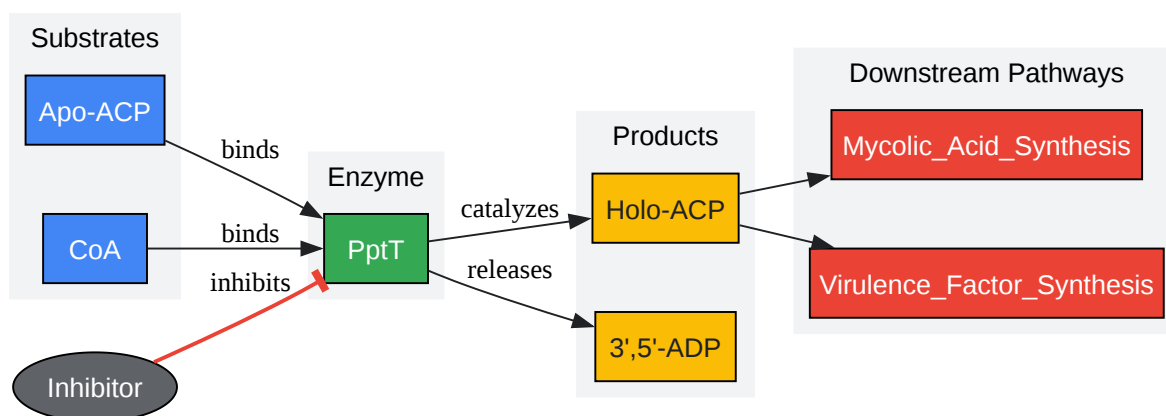 Substrates
Apo-ACP
CoA
binds
binds
inhibits
Inhibitor
Enzyme
PptT
catalyzes
releases
Products
Holo-ACP
3',5'-ADP
Downstream Pathways
Mycolic_Acid_Synthesis
Virulence_Factor_Synthesis